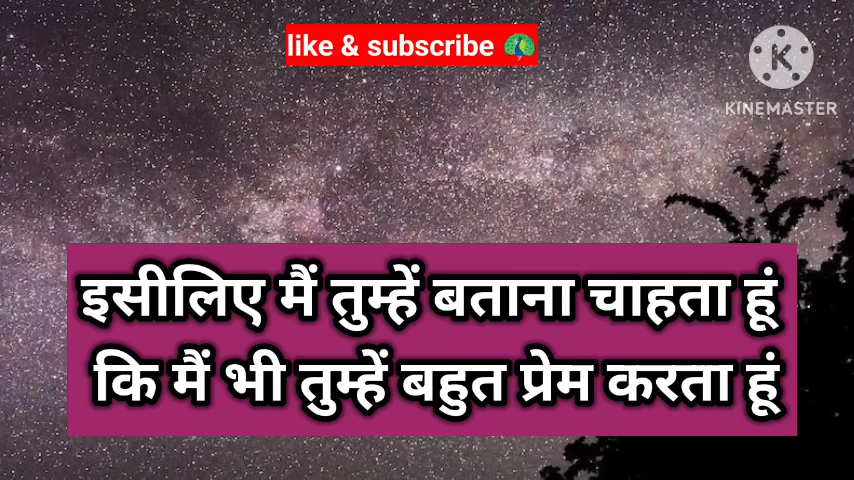 like & subscribe 🦚
KINEMASTER
इसीलिए मैं तुम्हें बताना चाहता हूं
कि मैं भी तुम्हें बहुत प्रेम करता हूं